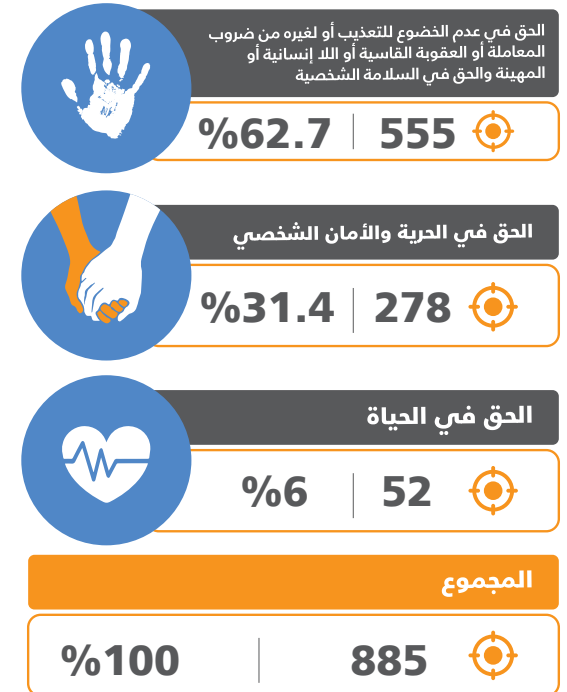 الحق في عدم الخضوع للتعذيب أو لغيره من ضروب
المعاملة أو العقوبة القاسية أو اللا إنسانية أو
المهينة والحق في السلامة الشخصية
555 | %62.7
الحق في الحرية والأمان الشخصي
278 | %31.4
الحق في الحياة
52 | %6
المجموع
885 | %100